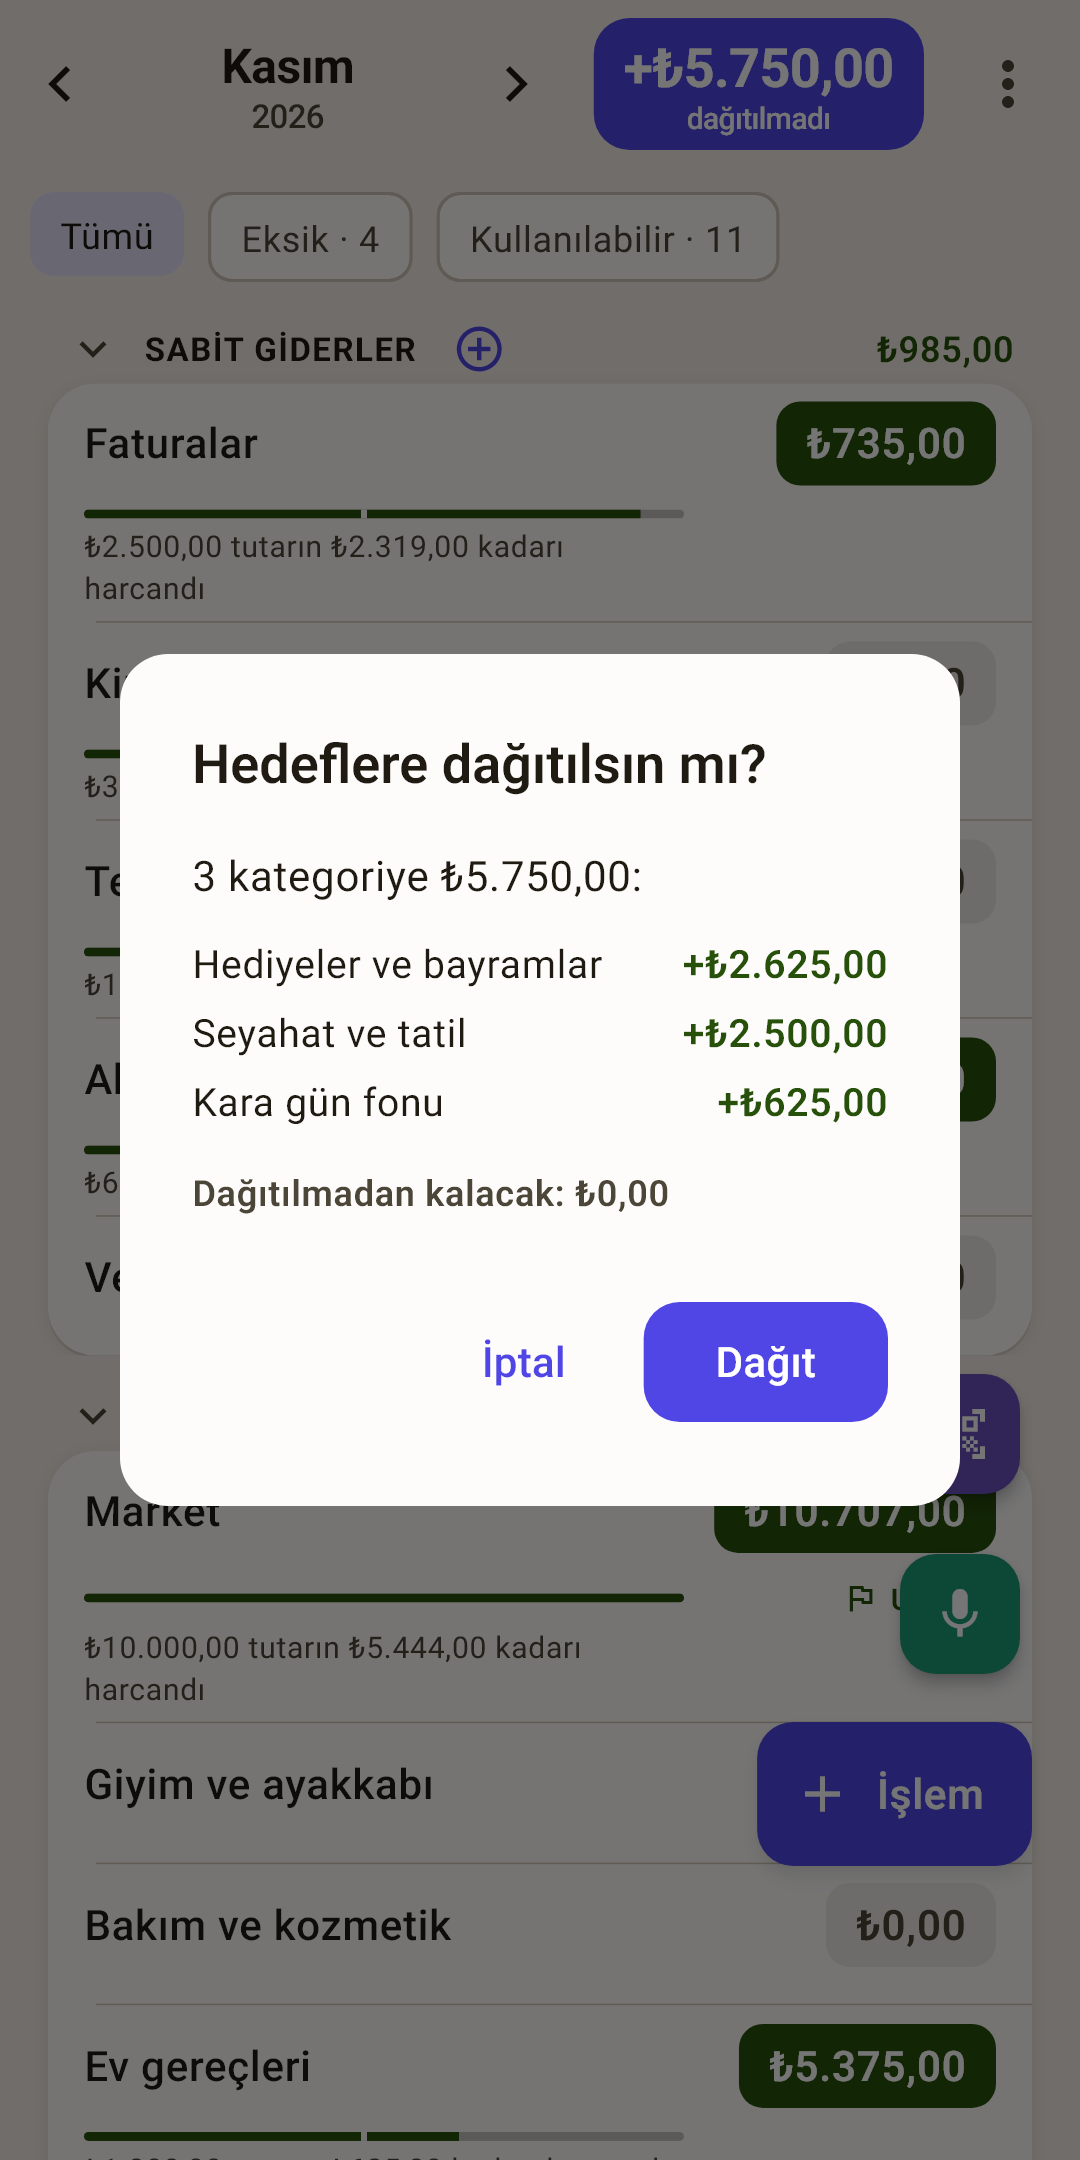 Kasım
2026
+₺5.750,00
dağıtılmadı
Tümü
Eksik · 4
Kullanılabilir · 11
SABİT GİDERLER
₺985,00
Faturalar
₺735,00
₺2.500,00 tutarın ₺2.319,00 kadarı
harcandı
Hedeflere dağıtılsın mı?
3 kategoriye ₺5.750,00:
Hediyeler ve bayramlar +₺2.625,00
Seyahat ve tatil +₺2.500,00
Kara gün fonu +₺625,00
Dağıtılmadan kalacak: ₺0,00
İptal
Dağıt
Market
₺10.707,00
₺10.000,00 tutarın ₺5.444,00 kadarı
harcandı
Giyim ve ayakkabı
İşlem
Bakım ve kozmetik
₺0,00
Ev gereçleri
₺5.375,00